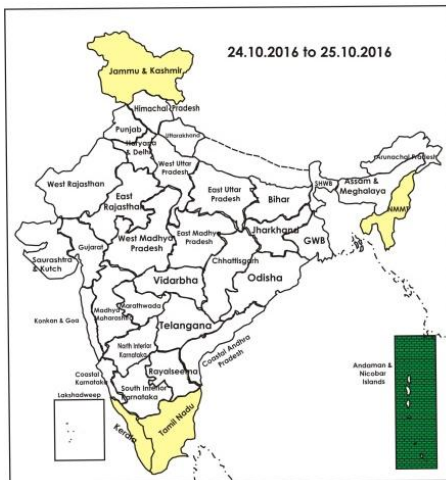 24.10.2016 to 25.10.2016
Jammu & Kashmir
Himachal Pradesh
Punjab
Uttarakhand
Haryana
& Delhi
West Uttar
Pradesh
Arunachal Pradesh
West Rajasthan
East
Rajasthan
East Uttar
Pradesh
Bihar
SHWB
Assam &
Meghalaya
NMMT
Gujarat
Saurashtra
& Kutch
West Madhya
Pradesh
East Madhya
Pradesh
Jharkhand
GWB
Chhattisgarh
Odisha
Vidarbha
Konkan & Goa
Madhya
Maharashtra
Marathwada
Telangana
North Interior
Karnataka
Coastal Andhra
Pradesh
Rayalseema
Coastal
Karnataka
South Interior
Karnataka
Lakshadweep
Kerala
Tamil Nadu
Andaman &
Nicobar
Islands